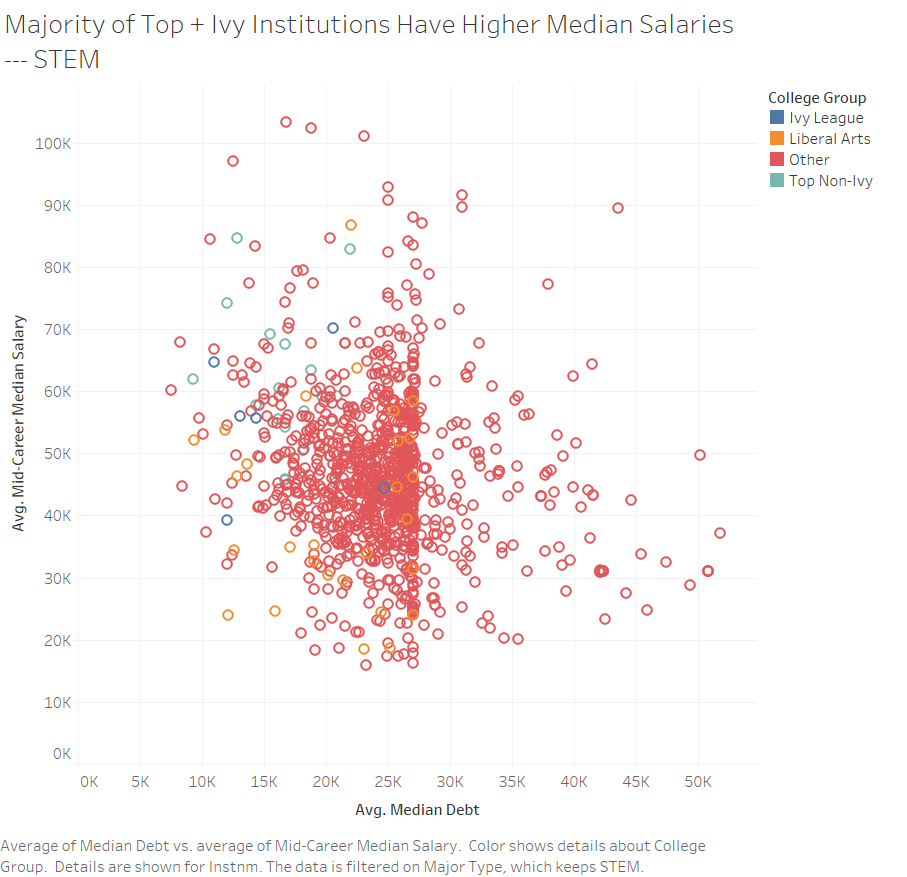 Majority of Top + Ivy Institutions Have Higher Median Salaries
--- STEM
College Group
Ivy League
Liberal Arts
Other
Top Non-Ivy
Avg. Mid-Career Median Salary
100K
90K
80K
70K
60K
50K
40K
30K
20K
10K
0K
0K 5K 10K 15K 20K 25K 30K 35K 40K 45K 50K
Avg. Median Debt
Average of Median Debt vs. average of Mid-Career Median Salary.  Color shows details about College
Group.  Details are shown for Instnm. The data is filtered on Major Type, which keeps STEM.